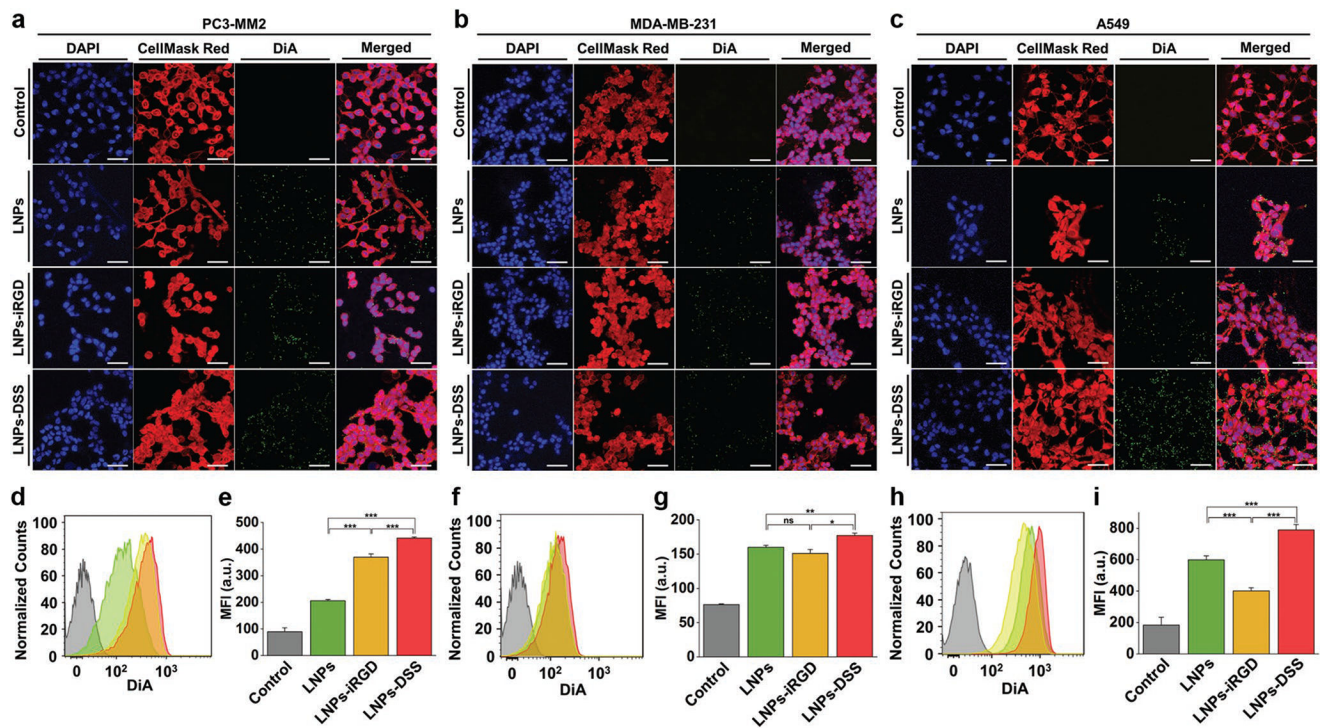 a
PC3-MM2
DAPI CellMask Red DiA Merged
Control
LNPs
LNPs-iRGD
LNPs-DSS
b
MDA-MB-231
DAPI CellMask Red DiA Merged
Control
LNPs
LNPs-iRGD
LNPs-DSS
c
A549
DAPI CellMask Red DiA Merged
Control
LNPs
LNPs-iRGD
LNPs-DSS
d
Normalized Counts
100
80
60
40
20
0
0 10² 10³
DiA
e
MFI (a.u.)
500
400
300
200
100
0
***
*** ***
Control LNPs LNPs-iRGD LNPs-DSS
f
Normalized Counts
100
80
60
40
20
0
0 10² 10³
DiA
g
MFI (a.u.)
200
150
100
50
0
**
ns *
Control LNPs LNPs-iRGD LNPs-DSS
h
Normalized Counts
100
80
60
40
20
0
0 10² 10³
DiA
i
MFI (a.u.)
800
600
400
200
0
***
*** ***
Control LNPs LNPs-iRGD LNPs-DSS